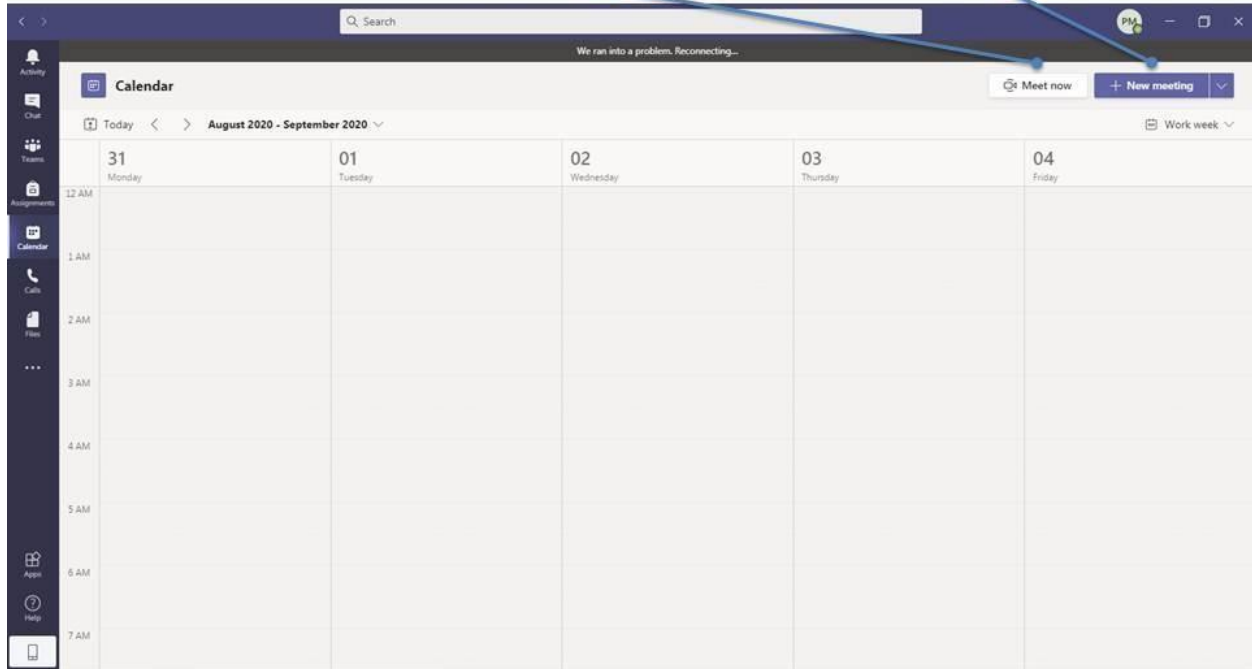 Search
PM
We ran into a problem. Reconnecting...
Activity
Chat
Teams
Assignments
Calendar
Calls
Files
Apps
Help
Calendar
Meet now
+ New meeting
Today < > August 2020 - September 2020
Work week
31
Monday
01
Tuesday
02
Wednesday
03
Thursday
04
Friday
12 AM
1 AM
2 AM
3 AM
4 AM
5 AM
6 AM
7 AM